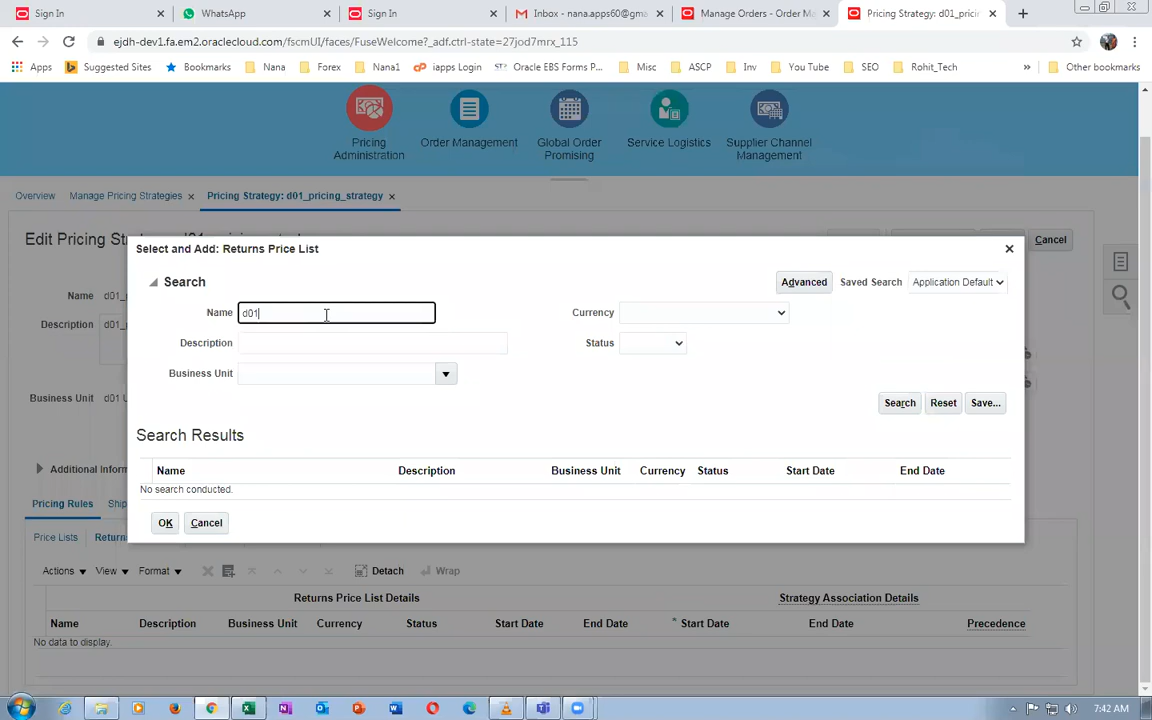 Sign In
WhatsApp
Sign In
Inbox - nana.apps60@gma
Manage Orders - Order M
Pricing Strategy: d01_prici
ejdh-dev1.fa.em2.oraclecloud.com/fscmUI/faces/FuseWelcome?_adf.ctrl-state=27jod7mrx_115
Apps Suggested Sites Bookmarks Nana Forex Nana1 iapps Login Oracle EBS Forms P... Misc ASCP Inv You Tube SEO Rohit_Tech » Other bookmarks
Pricing Administration
Order Management
Global Order Promising
Service Logistics
Supplier Channel Management
Overview Manage Pricing Strategies Pricing Strategy: d01_pricing_strategy
Edit Pricing Cancel
Select and Add: Returns Price List
Search Advanced Saved Search Application Default
Name d01 Currency
Description Status
Business Unit
Search Reset Save...
Search Results
Name Description Business Unit Currency Status Start Date End Date
No search conducted.
OK Cancel
Name
Description
Business Unit d01
Additional Inform
Pricing Rules Ship
Price Lists Return
Actions View Format Detach Wrap
Returns Price List Details Strategy Association Details
Name Description Business Unit Currency Status Start Date End Date * Start Date End Date Precedence
No data to display.
7:42 AM